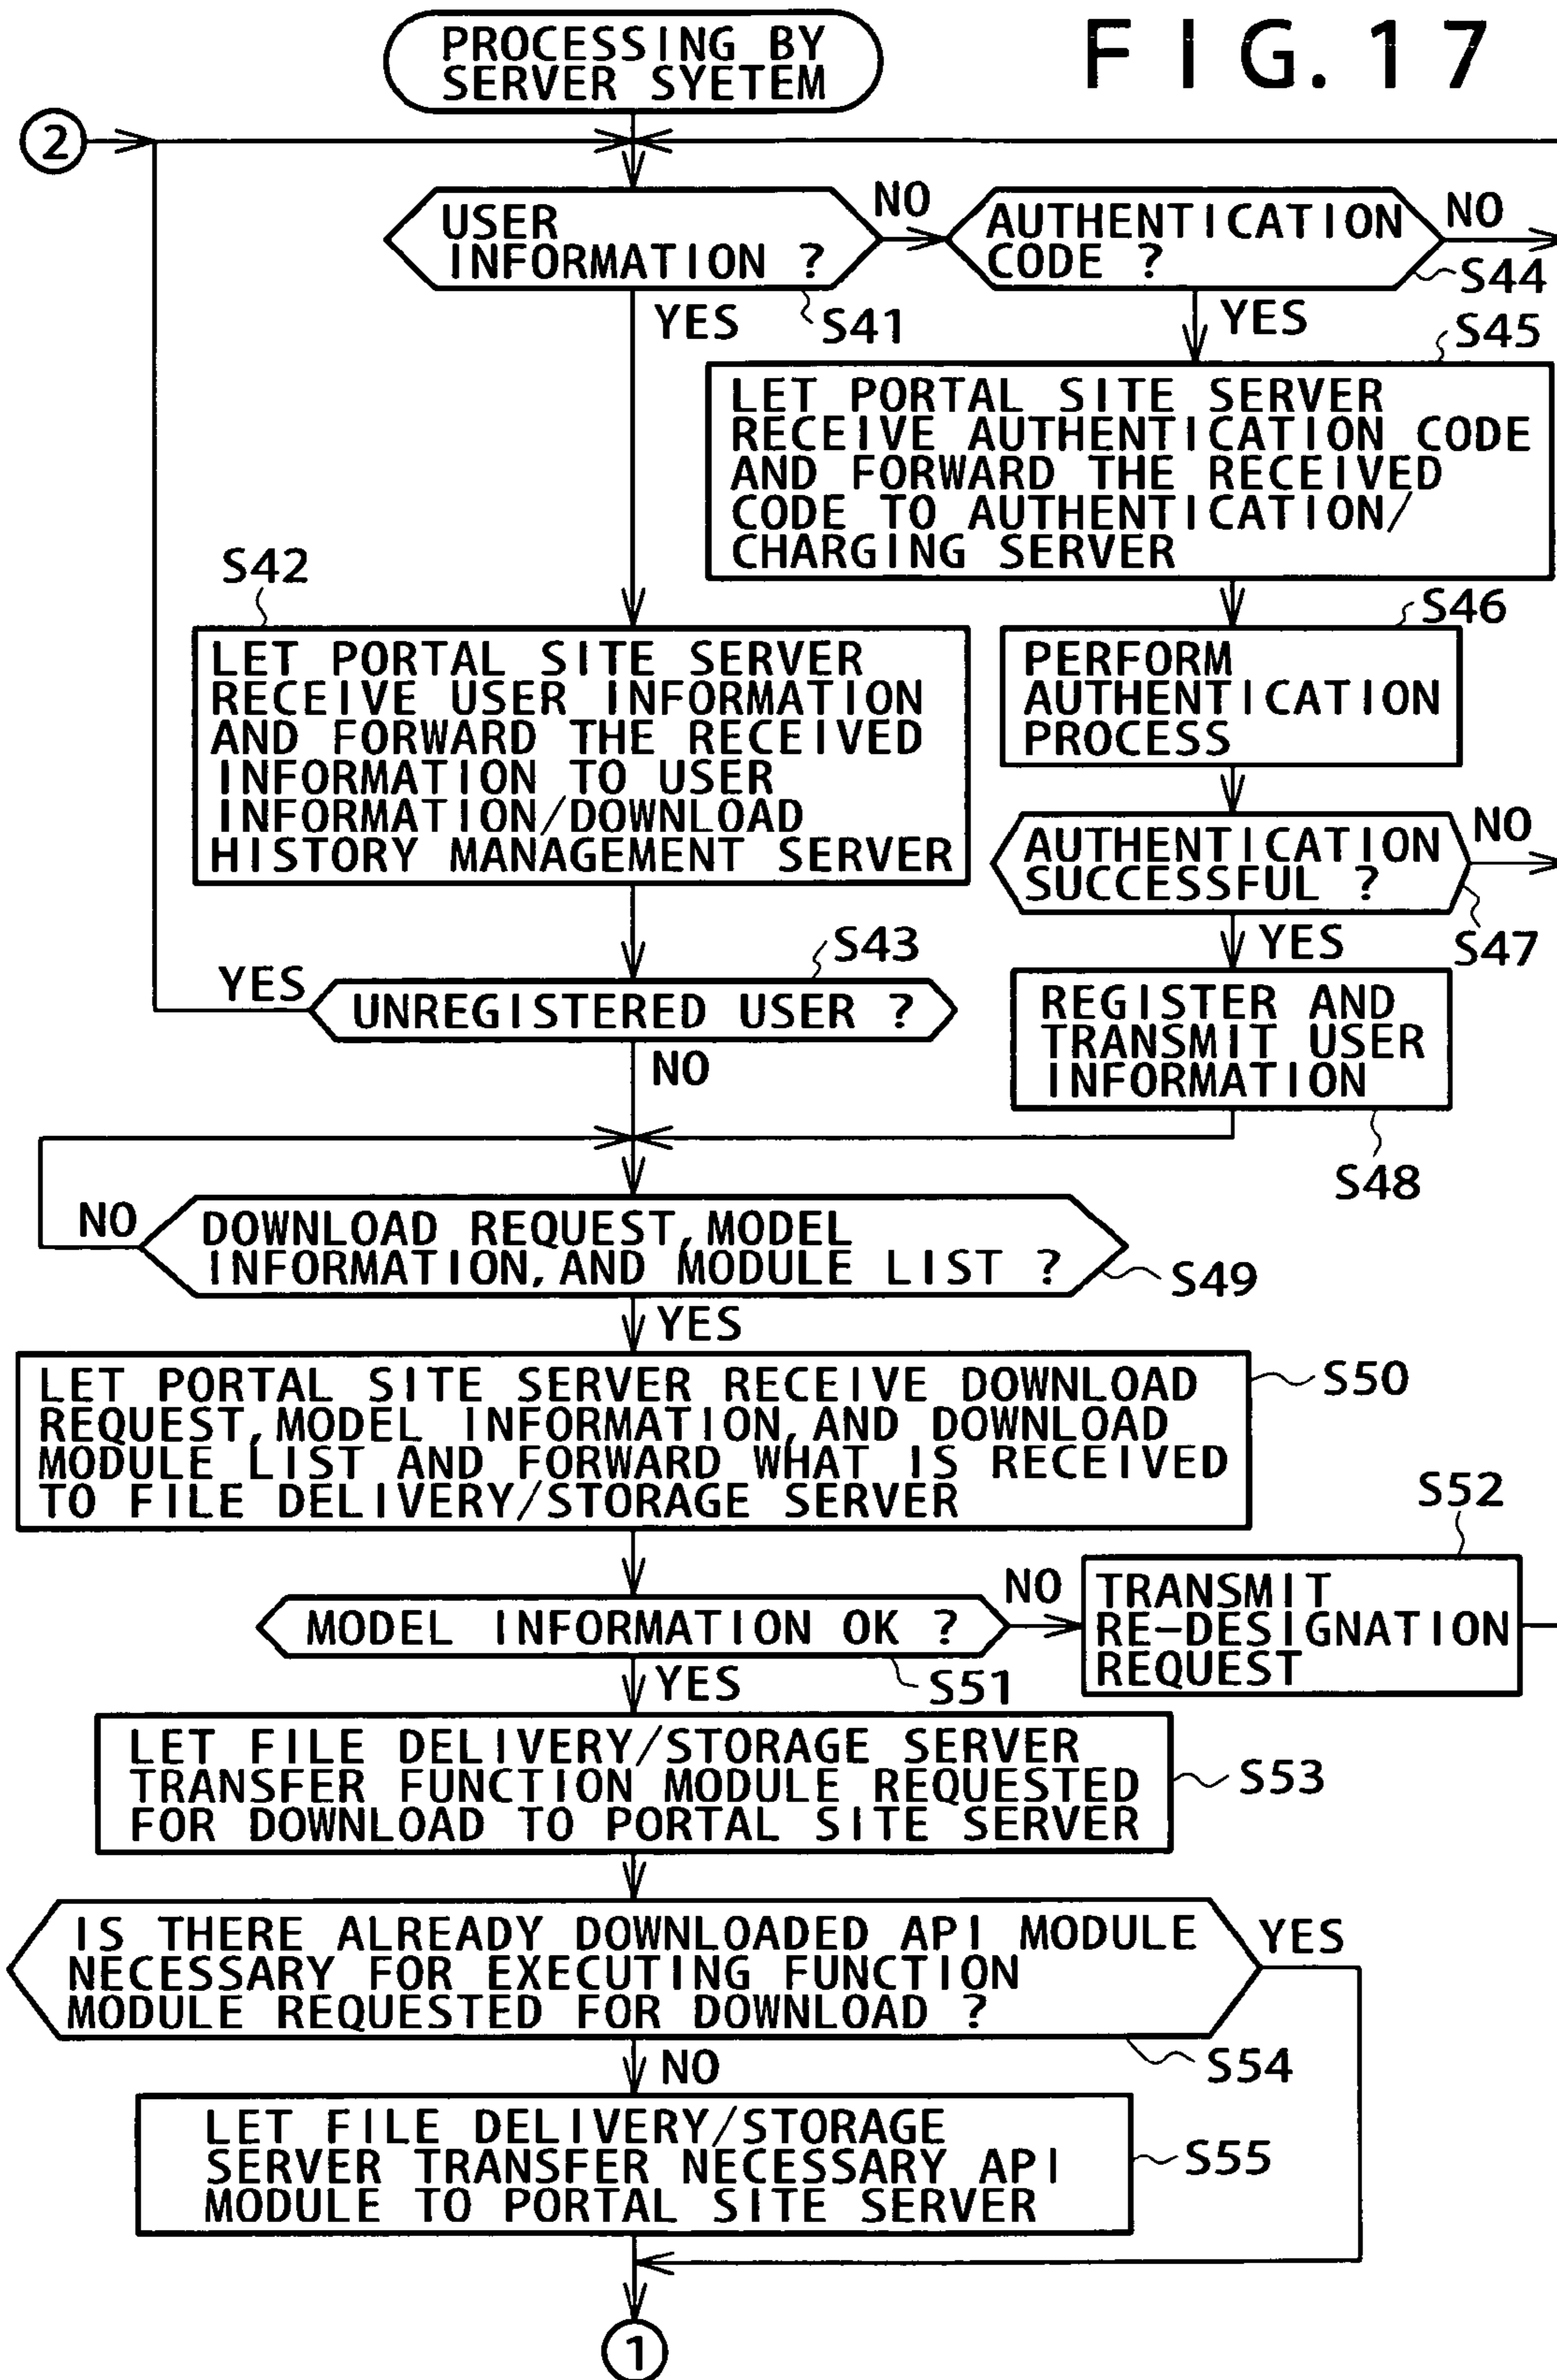 FIG.17
PROCESSING BY
SERVER SYETEM
2
USER
INFORMATION ?
NO
AUTHENTICATION
CODE ?
NO
S44
YES
S41
YES
S45
LET PORTAL SITE SERVER
RECEIVE AUTHENTICATION CODE
AND FORWARD THE RECEIVED
CODE TO AUTHENTICATION/
CHARGING SERVER
S42
LET PORTAL SITE SERVER
RECEIVE USER INFORMATION
AND FORWARD THE RECEIVED
INFORMATION TO USER
INFORMATION/DOWNLOAD
HISTORY MANAGEMENT SERVER
S46
PERFORM
AUTHENTICATION
PROCESS
AUTHENTICATION
SUCCESSFUL ?
NO
S47
YES
S43
YES
UNREGISTERED USER ?
NO
REGISTER AND
TRANSMIT USER
INFORMATION
S48
NO
DOWNLOAD REQUEST,MODEL
INFORMATION,AND MODULE LIST ?
S49
YES
LET PORTAL SITE SERVER RECEIVE DOWNLOAD
REQUEST,MODEL INFORMATION,AND DOWNLOAD
MODULE LIST AND FORWARD WHAT IS RECEIVED
TO FILE DELIVERY/STORAGE SERVER
S50
S52
MODEL INFORMATION OK ?
NO
TRANSMIT
RE-DESIGNATION
REQUEST
S51
YES
LET FILE DELIVERY/STORAGE SERVER
TRANSFER FUNCTION MODULE REQUESTED
FOR DOWNLOAD TO PORTAL SITE SERVER
S53
IS THERE ALREADY DOWNLOADED API MODULE
NECESSARY FOR EXECUTING FUNCTION
MODULE REQUESTED FOR DOWNLOAD ?
YES
S54
NO
LET FILE DELIVERY/STORAGE
SERVER TRANSFER NECESSARY API
MODULE TO PORTAL SITE SERVER
S55
1